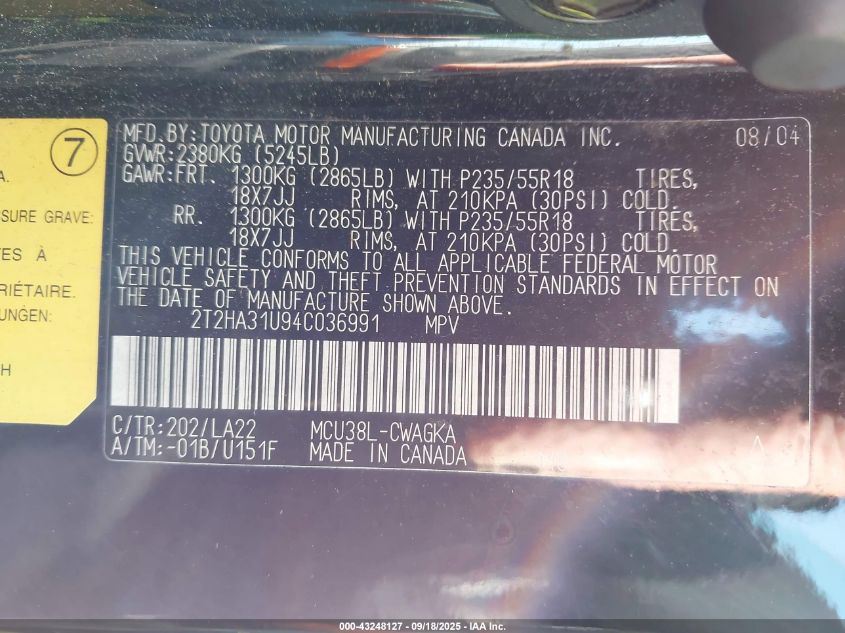 7
A.
SSURE GRAVE:
TES À
RIÉTAIRE.
UNGEN:
H
MFD.BY:TOYOTA MOTOR MANUFACTURING CANADA INC. 08/04
GVWR:2380KG (5245LB)
GAWR:FRT. 1300KG (2865LB) WITH P235/55R18 TIRES,
18X7JJ RIMS, AT 210KPA (30PSI) COLD.
RR. 1300KG (2865LB) WITH P235/55R18 TIRES,
18X7JJ RIMS, AT 210KPA (30PSI) COLD.
THIS VEHICLE CONFORMS TO ALL APPLICABLE FEDERAL MOTOR
VEHICLE SAFETY AND THEFT PREVENTION STANDARDS IN EFFECT ON
THE DATE OF MANUFACTURE SHOWN ABOVE.
2T2HA31U94C036991 MPV
C/TR:202/LA22 MCU38L-CWAGKA
A/TM:-01B/U151F MADE IN CANADA
000-43248127 - 09/18/2025 - IAA Inc.